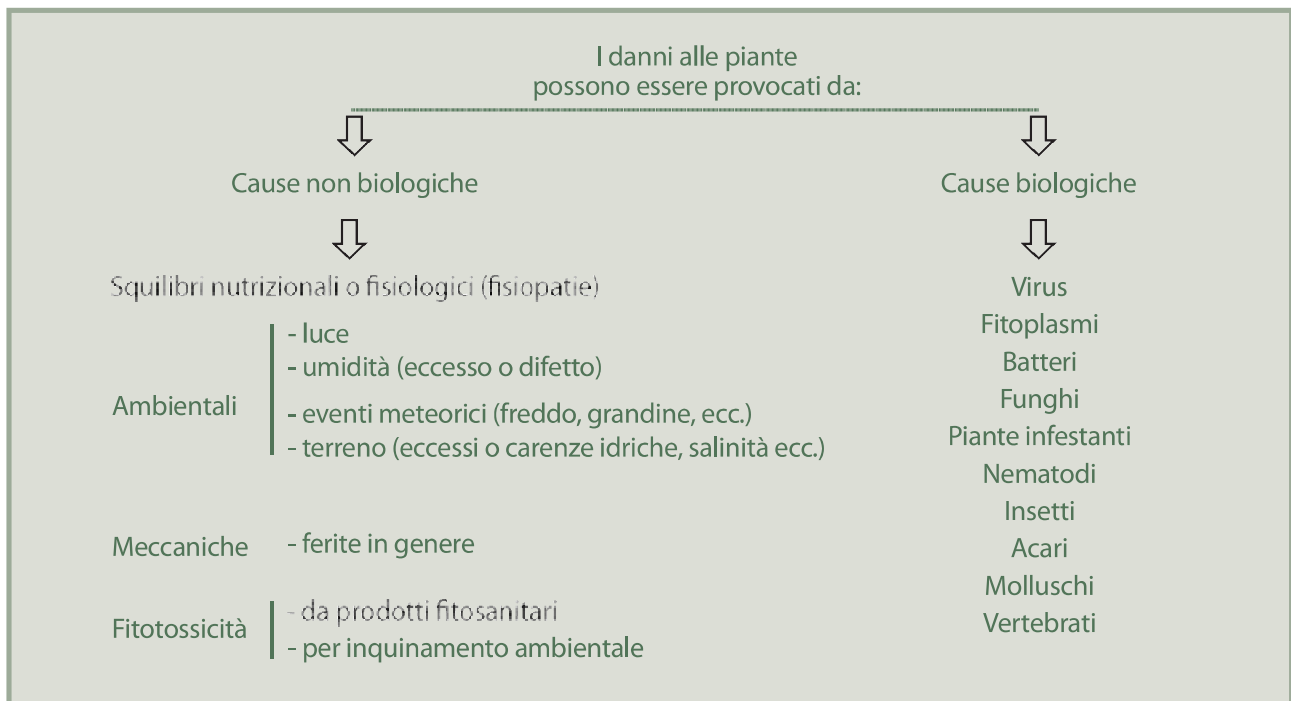 I danni alle piante
possono essere provocati da:
Cause non biologiche
Squilibri nutrizionali o fisiologici (fisiopatie)
Ambientali
- luce
- umidità (eccesso o difetto)
- eventi meteorici (freddo, grandine, ecc.)
- terreno (eccessi o carenze idriche, salinità ecc.)
Meccaniche
- ferite in genere
Fitotossicità
- da prodotti fitosanitari
- per inquinamento ambientale
Cause biologiche
Virus
Fitoplasmi
Batteri
Funghi
Piante infestanti
Nematodi
Insetti
Acari
Molluschi
Vertebrati